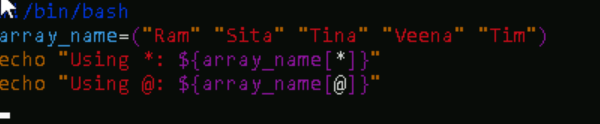 /bin/bash
array_name=("Ram" "Sita" "Tina" "Veena" "Tim")
echo "Using *: ${array_name[*]}"
echo "Using @: ${array_name[@]}"